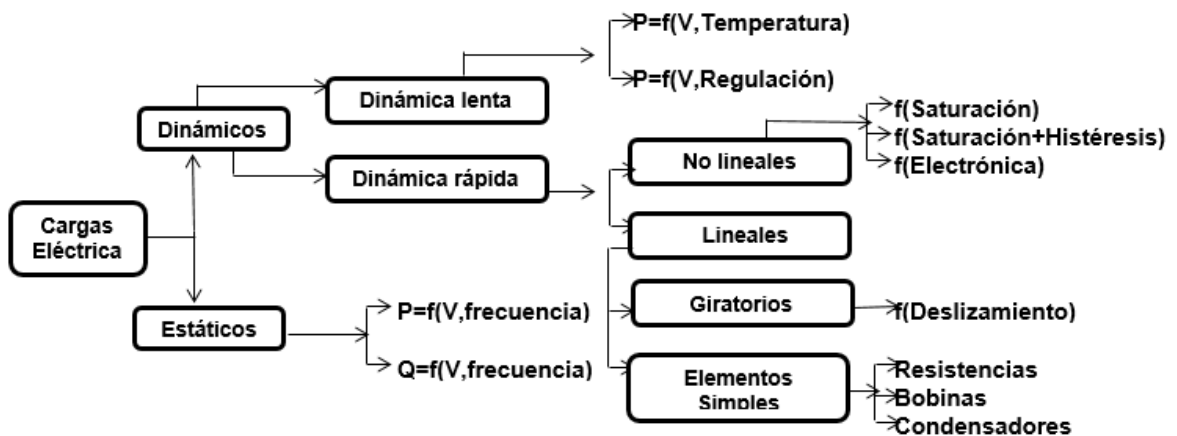 P=f(V,Temperatura)
P=f(V,Regulación)
Dinámica lenta
Dinámicos
Dinámica rápida
No lineales
f(Saturación)
f(Saturación+Histéresis)
f(Electrónica)
Cargas
Eléctrica
Lineales
Giratorios
f(Deslizamiento)
Estáticos
P=f(V,frecuencia)
Q=f(V,frecuencia)
Elementos
Simples
Resistencias
Bobinas
Condensadores